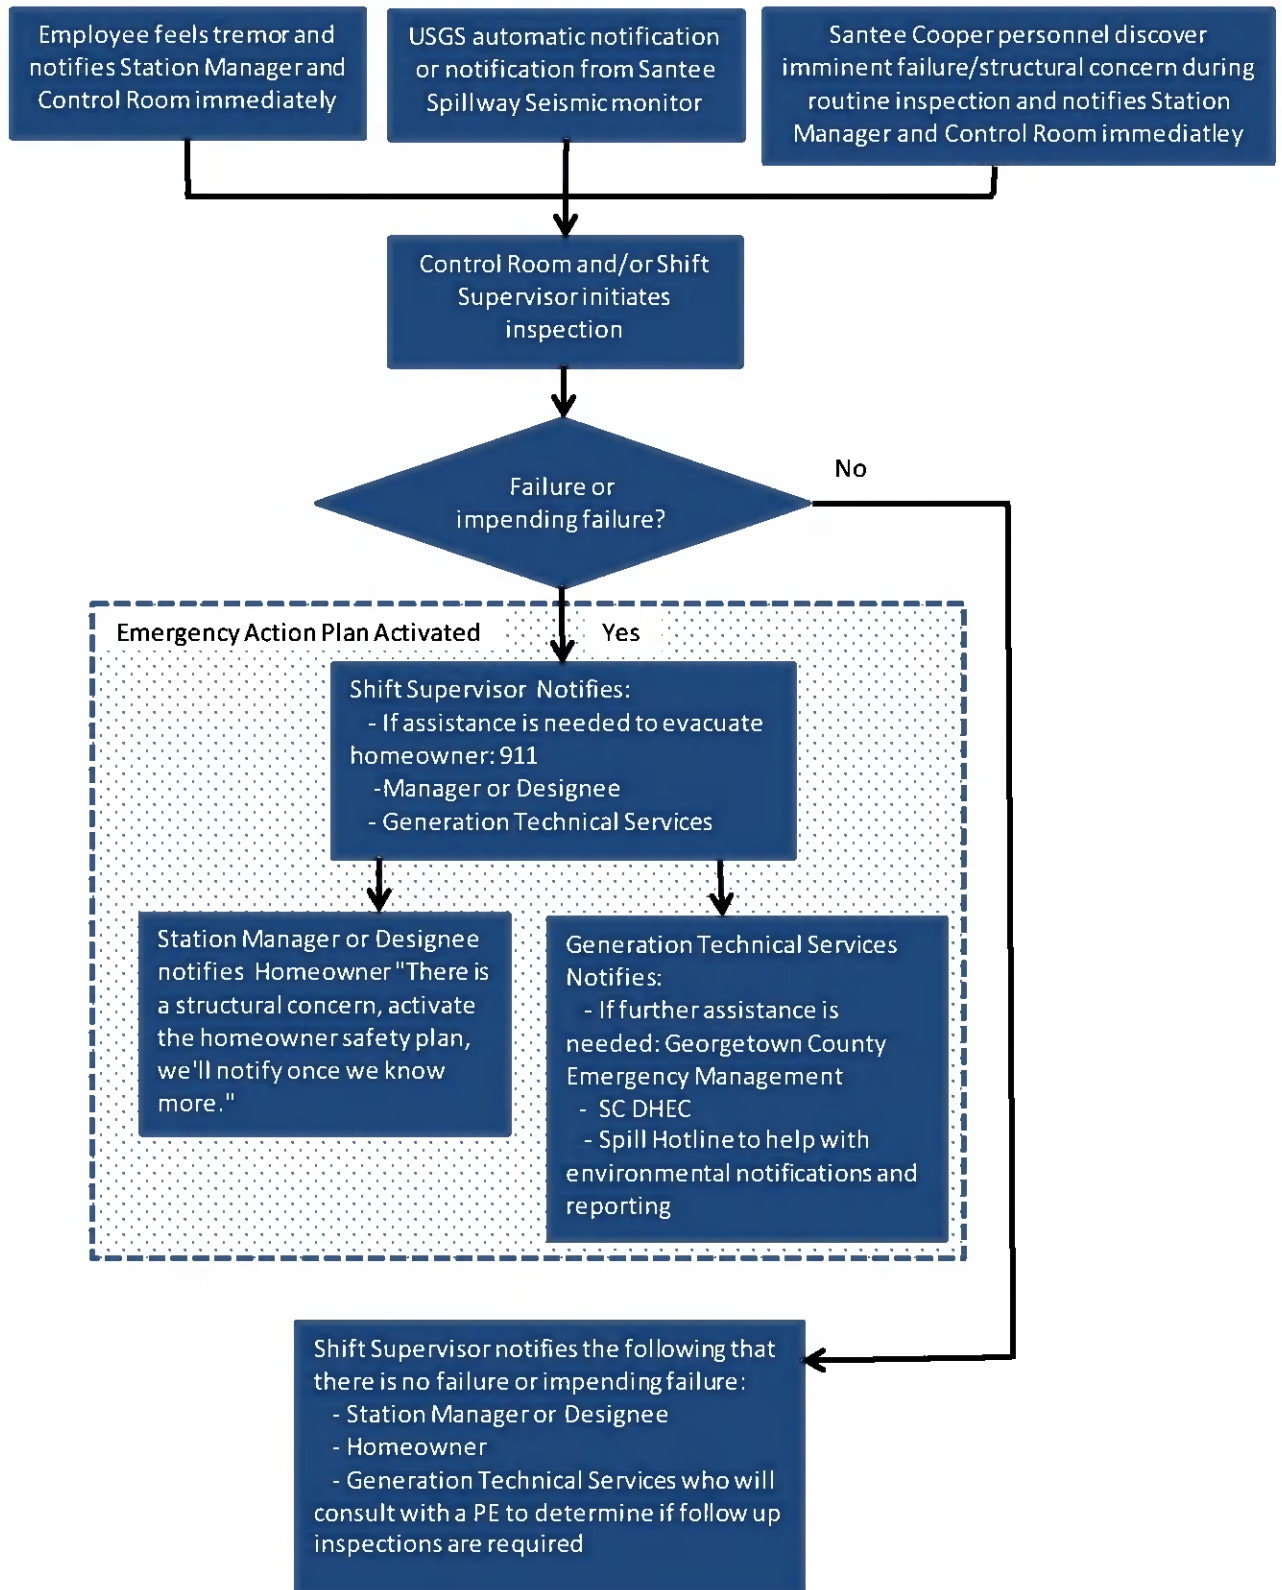 Employee feels tremor and
notifies Station Manager and
Control Room immediately
USGS automatic notification
or notification from Santee
Spillway Seismic monitor
Santee Cooper personnel discover
imminent failure/structural concern during
routine inspection and notifies Station
Manager and Control Room immediatley
Control Room and/or Shift
Supervisor initiates
inspection
Failure or
impending failure?
No
Emergency Action Plan Activated
Yes
Shift Supervisor Notifies:
- If assistance is needed to evacuate
homeowner: 911
-Manager or Designee
- Generation Technical Services
Station Manager or Designee
notifies Homeowner "There is
a structural concern, activate
the homeowner safety plan,
we'll notify once we know
more."
Generation Technical Services
Notifies:
- If further assistance is
needed: Georgetown County
Emergency Management
- SC DHEC
- Spill Hotline to help with
environmental notifications and
reporting
Shift Supervisor notifies the following that
there is no failure or impending failure:
- Station Manager or Designee
- Homeowner
- Generation Technical Services who will
consult with a PE to determine if follow up
inspections are required